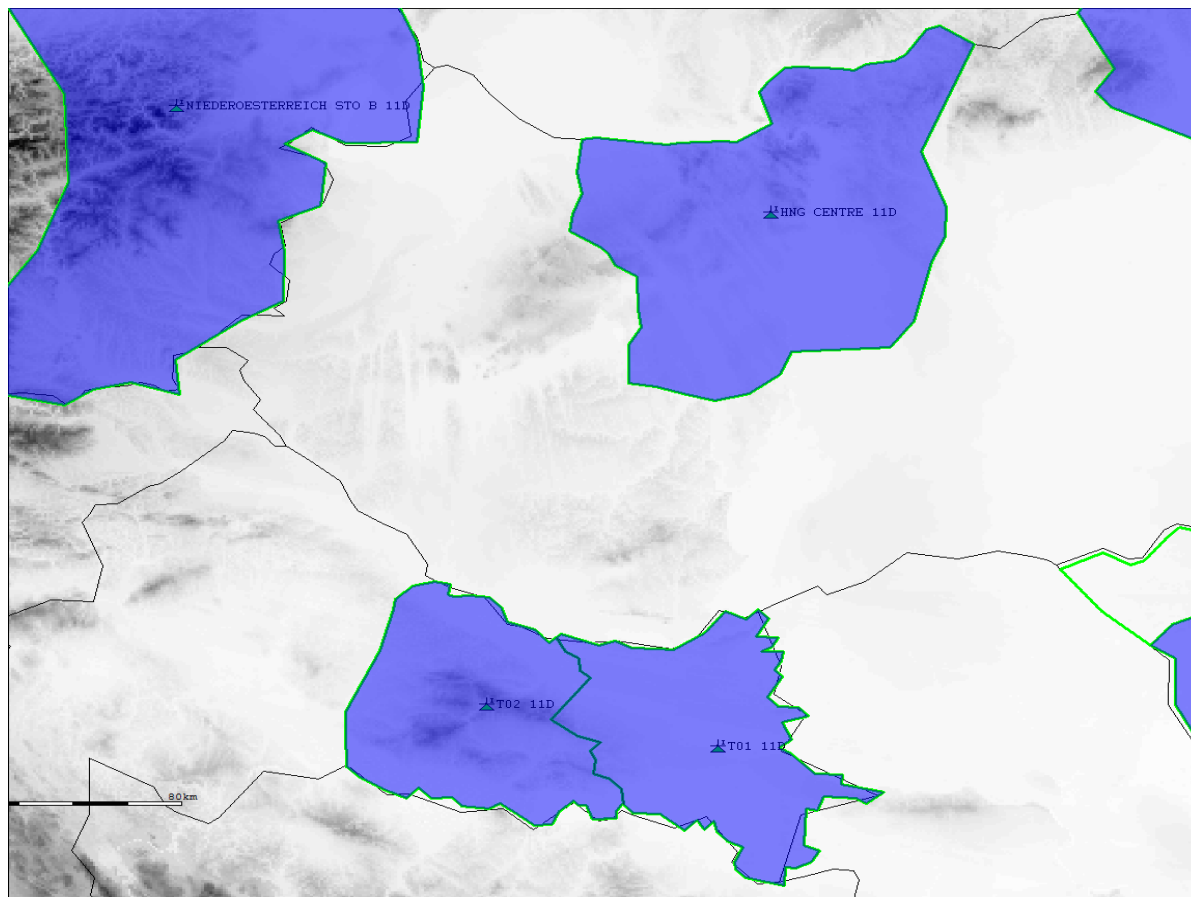 NIEDEROESTERREICH STO B 11D
HNG CENTRE 11D
T02 11D
T01 11D
80km